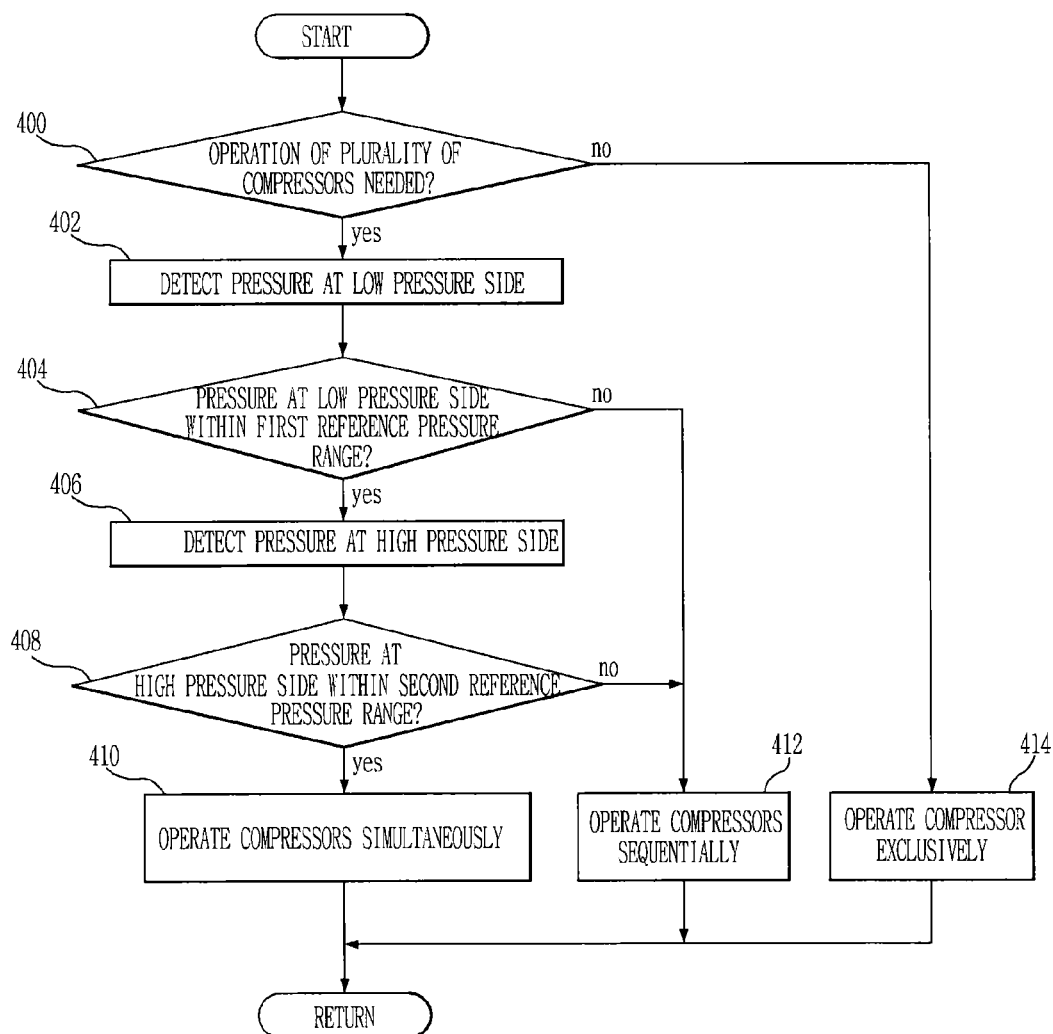 START
400
OPERATION OF PLURALITY OF
COMPRESSORS NEEDED?
no
yes
402
DETECT PRESSURE AT LOW PRESSURE SIDE
404
PRESSURE AT LOW PRESSURE SIDE
WITHIN FIRST REFERENCE PRESSURE
RANGE?
no
yes
406
DETECT PRESSURE AT HIGH PRESSURE SIDE
408
PRESSURE AT
HIGH PRESSURE SIDE WITHIN SECOND REFERENCE
PRESSURE RANGE?
no
yes
410
OPERATE COMPRESSORS SIMULTANEOUSLY
412
OPERATE COMPRESSORS
SEQUENTIALLY
414
OPERATE COMPRESSOR
EXCLUSIVELY
RETURN